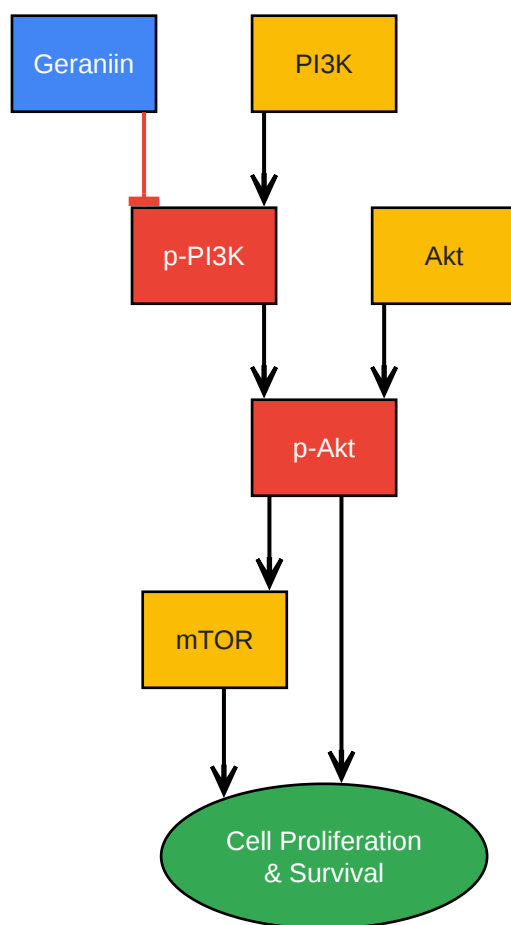 Geraniin
PI3K
p-PI3K
Akt
p-Akt
mTOR
Cell Proliferation
& Survival